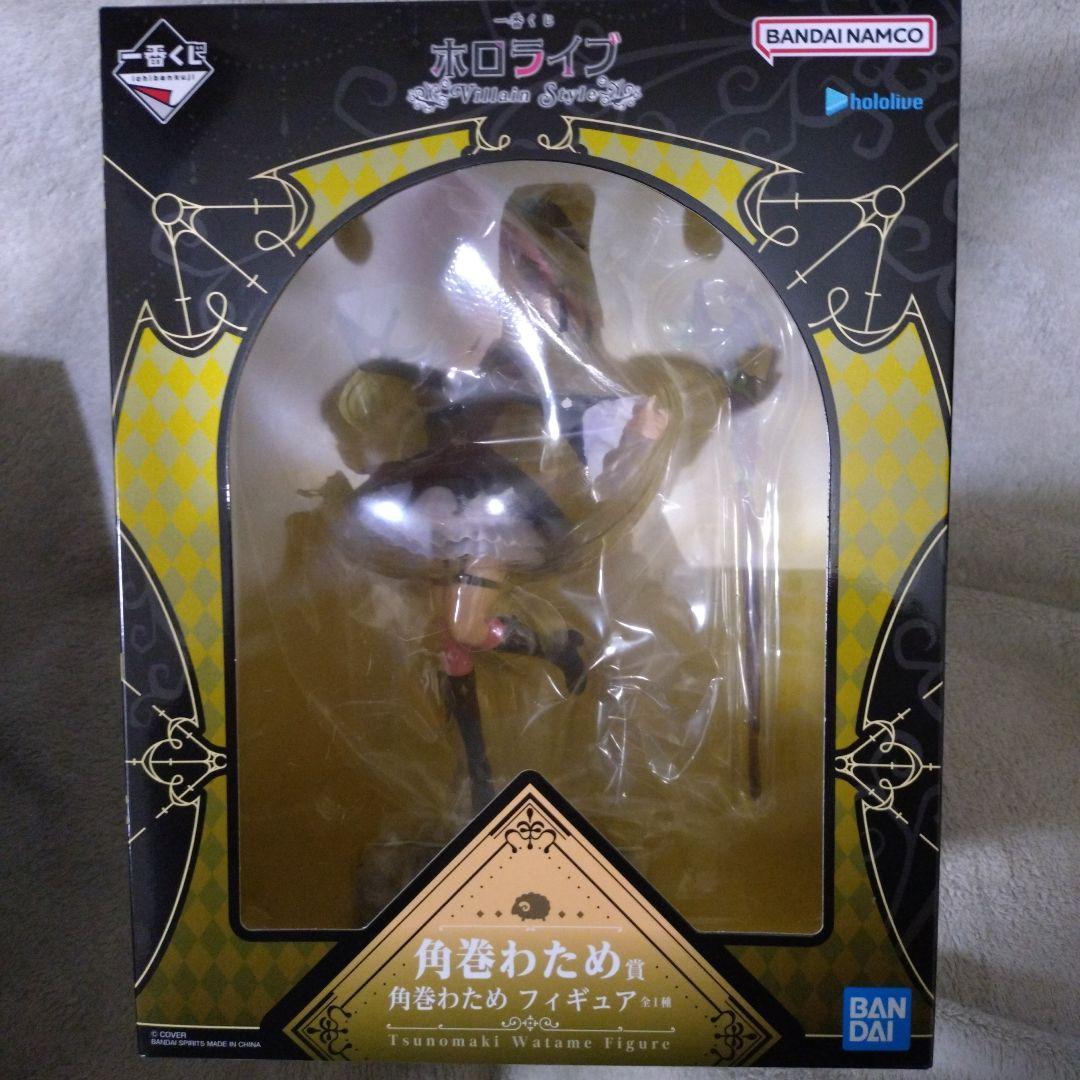 一番くじ
ichibankuji
一番くじ
ホロライブ
Villain Style
BANDAI NAMCO
hololive
角巻わため賞
角巻わため フィギュア 全1種
Tsunomaki Watame Figure
© COVER
BANDAI SPIRITS MADE IN CHINA
BAN
DAI